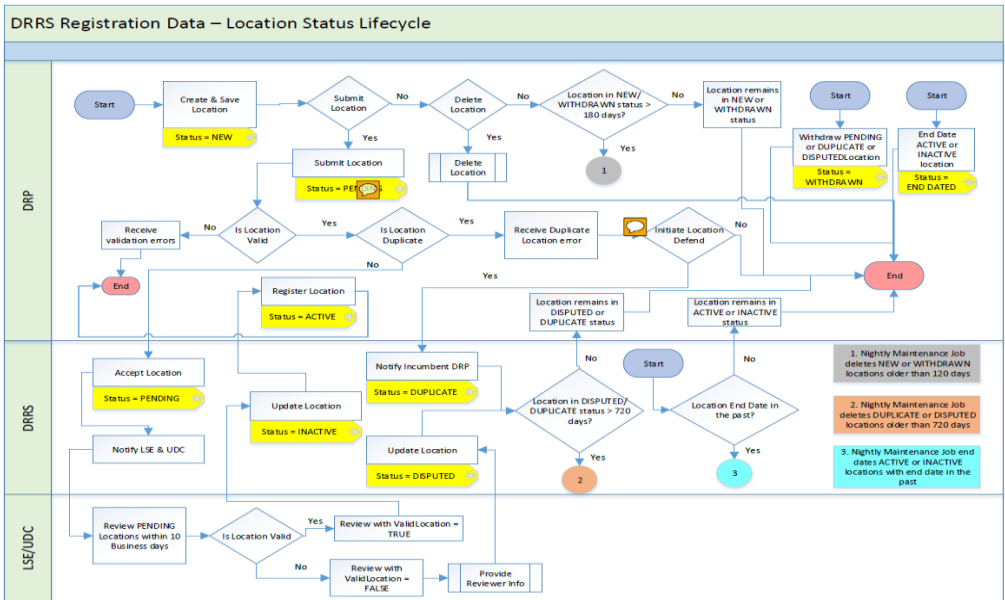 DRRS Registration Data – Location Status Lifecycle
DRP
Start
Create & Save
Location
Status = NEW
Submit
Location
No
Yes
Delete
Location
No
Yes
Location in NEW/
WITHDRAWN status >
180 days?
No
Yes
1
Location remains
in NEW or
WITHDRAWN
status
Start
Withdraw PENDING
or DUPLICATE or
DISPUTEDLocation
Status =
WITHDRAWN
Start
End Date
ACTIVE or
INACTIVE
location
Status =
END DATED
Submit Location
Status = PENDING
Delete
Location
Receive
validation errors
No
Is Location
Valid
Yes
Is Location
Duplicate
Yes
No
Receive Duplicate
Location error
Initiate Location
Defend
No
Yes
End
End
Register Location
Status = ACTIVE
Location remains in
DISPUTED or
DUPLICATE status
Location remains in
ACTIVE or INACTIVE
status
DRRS
Accept Location
Status = PENDING
Notify LSE & UDC
Update Location
Status = INACTIVE
Notify Incumbent DRP
Status = DUPLICATE
Update Location
Status = DISPUTED
No
Location in DISPUTED/
DUPLICATE status > 720
days?
Yes
2
Start
No
Location End Date in
the past?
Yes
3
1. Nightly Maintenance Job
deletes NEW or WITHDRAWN
locations older than 120 days
2. Nightly Maintenance Job
deletes DUPLICATE or DISPUTED
locations older than 720 days
3. Nightly Maintenance Job end
dates ACTIVE or INACTIVE
locations with end date in the
past
LSE/UDC
Review PENDING
Locations within 10
Business days
Is Location Valid
Yes
No
Review with ValidLocation =
TRUE
Review with
ValidLocation =
FALSE
Provide
Reviewer Info